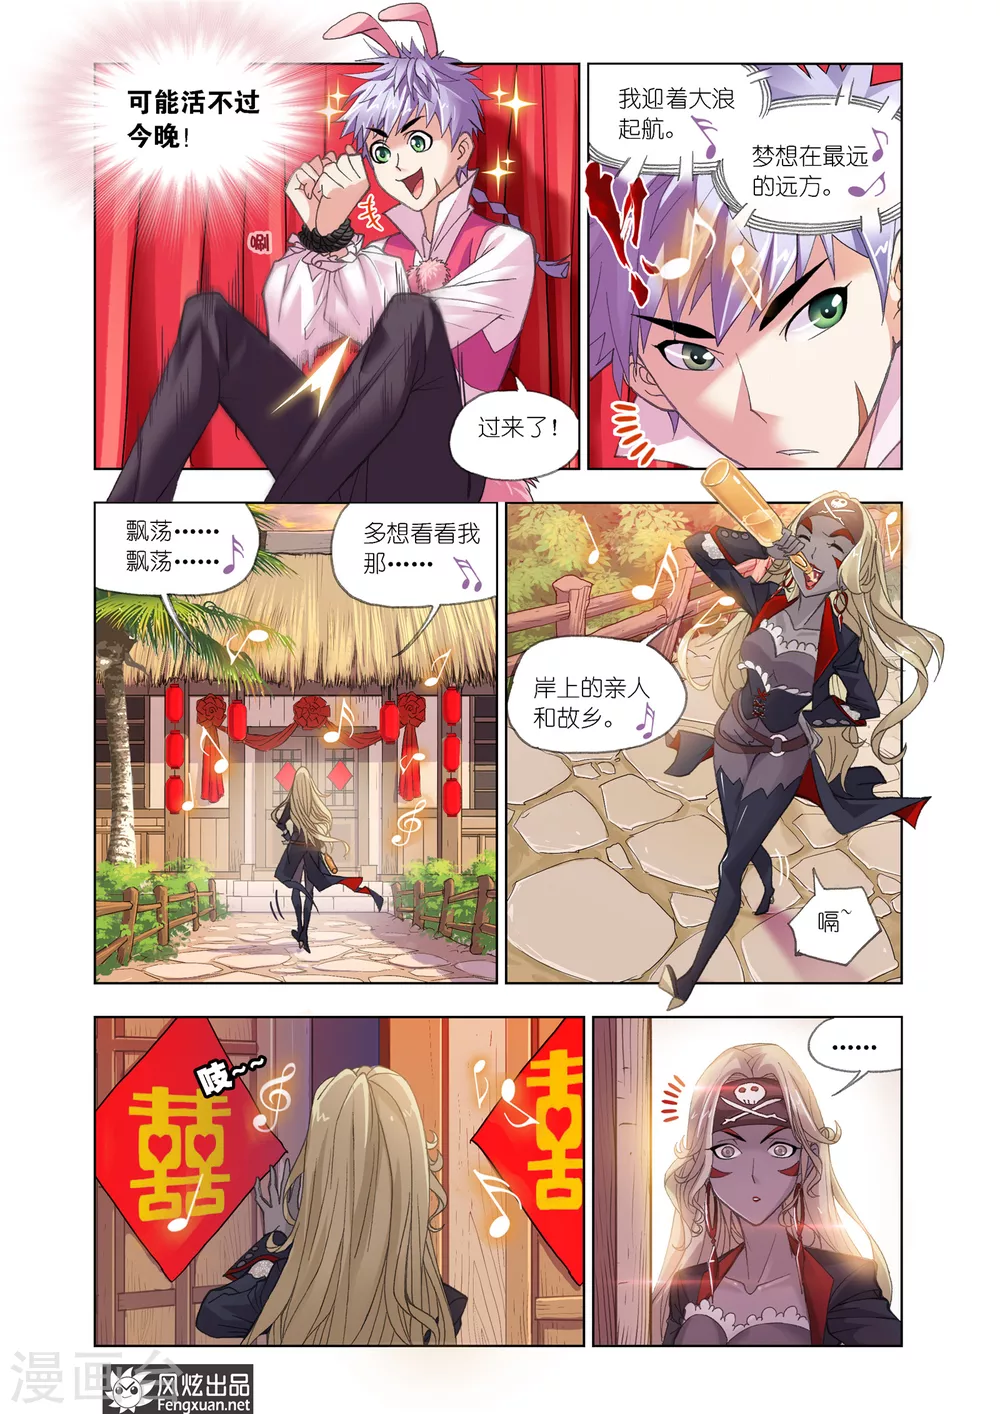 可能活不过
今晚！
唰
过来了！
我迎着大浪
起航。
梦想在最远
的远方。
飘荡……
飘荡……
多想看看我
那……
岸上的亲人
和故乡。
嗝~
吱~~
囍
囍
……
漫画台
风炫出品
Fengxuan.net